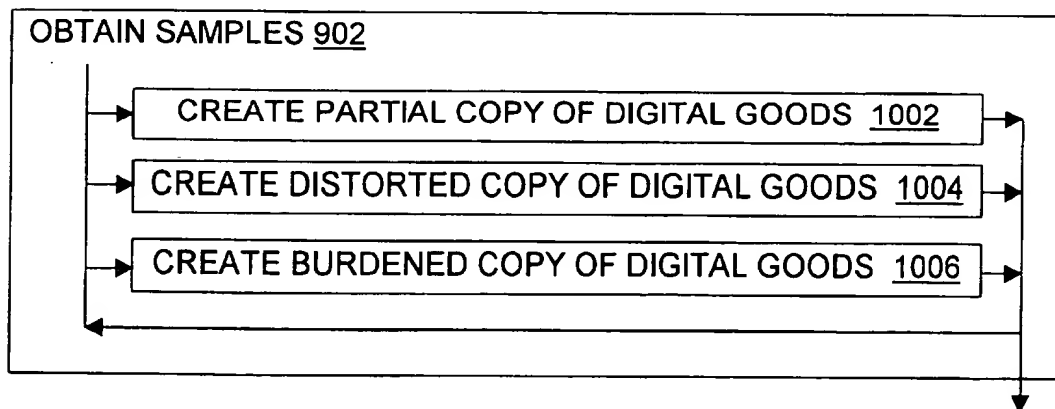 OBTAIN SAMPLES 902
CREATE PARTIAL COPY OF DIGITAL GOODS 1002
CREATE DISTORTED COPY OF DIGITAL GOODS 1004
CREATE BURDENED COPY OF DIGITAL GOODS 1006